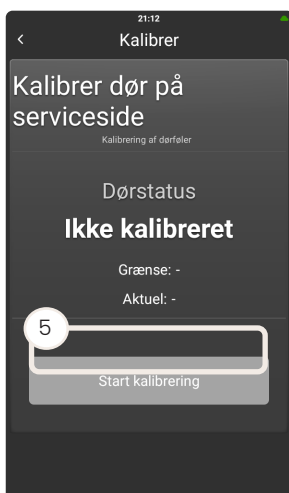 21:12
< Kalibrer
Kalibrer dør på
serviceside
Kalibrering af dørføler
Dørstatus
Ikke kalibreret
Grænse: -
Aktuel: -
5
Start kalibrering